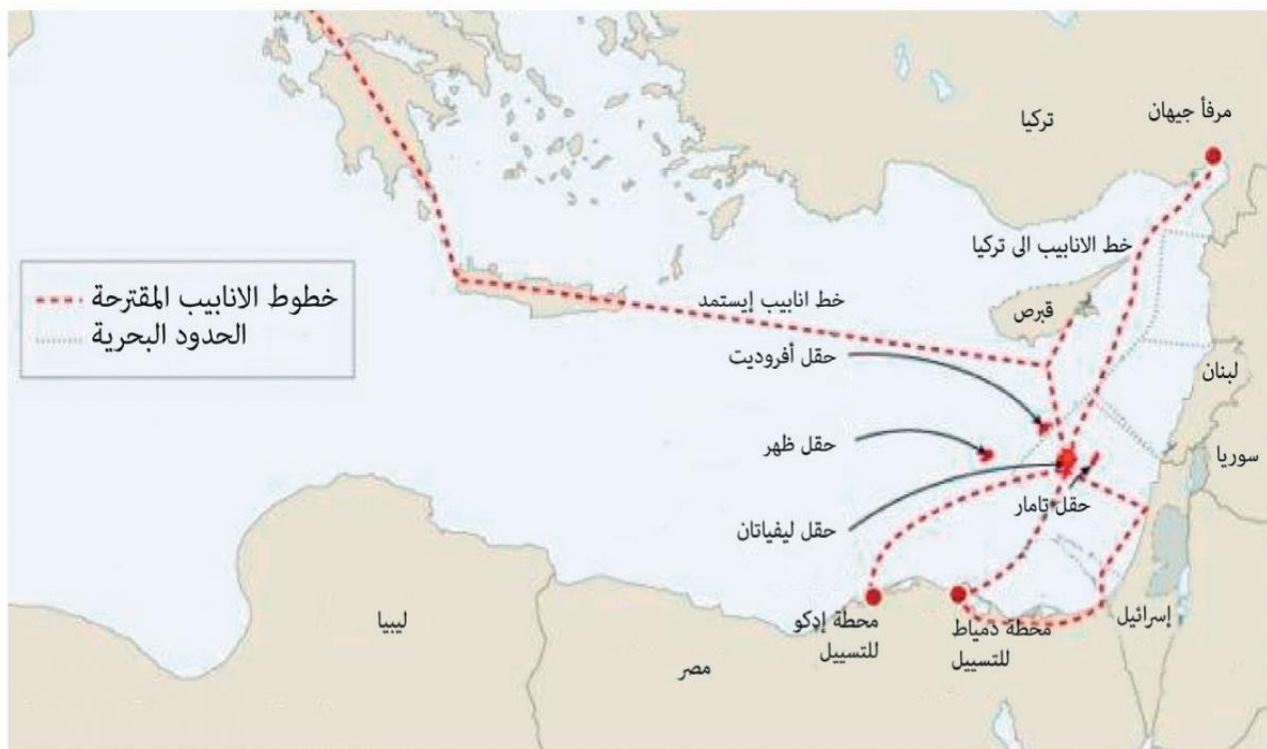 مرفأ جيهان
تركيا
خط الانابيب الى تركيا
خطوط الانابيب المقترحة
الحدود البحرية
خط انابيب إيستمد
قبرص
حقل أفروديت
لبنان
حقل ظهر
سوريا
حقل تامار
حقل ليفياتان
إسرائيل
ليبيا
محطة إدكو
للتسييل
محطة دمياط
للتسييل
مصر